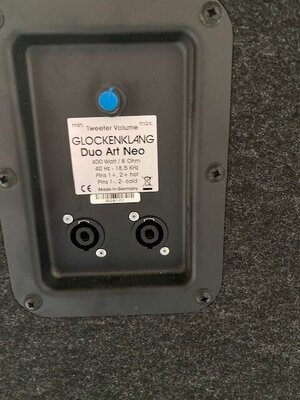 min. max.
Tweeter Volume
GLOCKENKLANG
Duo Art Neo
400 Watt / 8 Ohm
40 Hz - 18,5 KHz
Pins 1+, 2+ hot
Pins 1-, 2- cold
CE Made in Germany